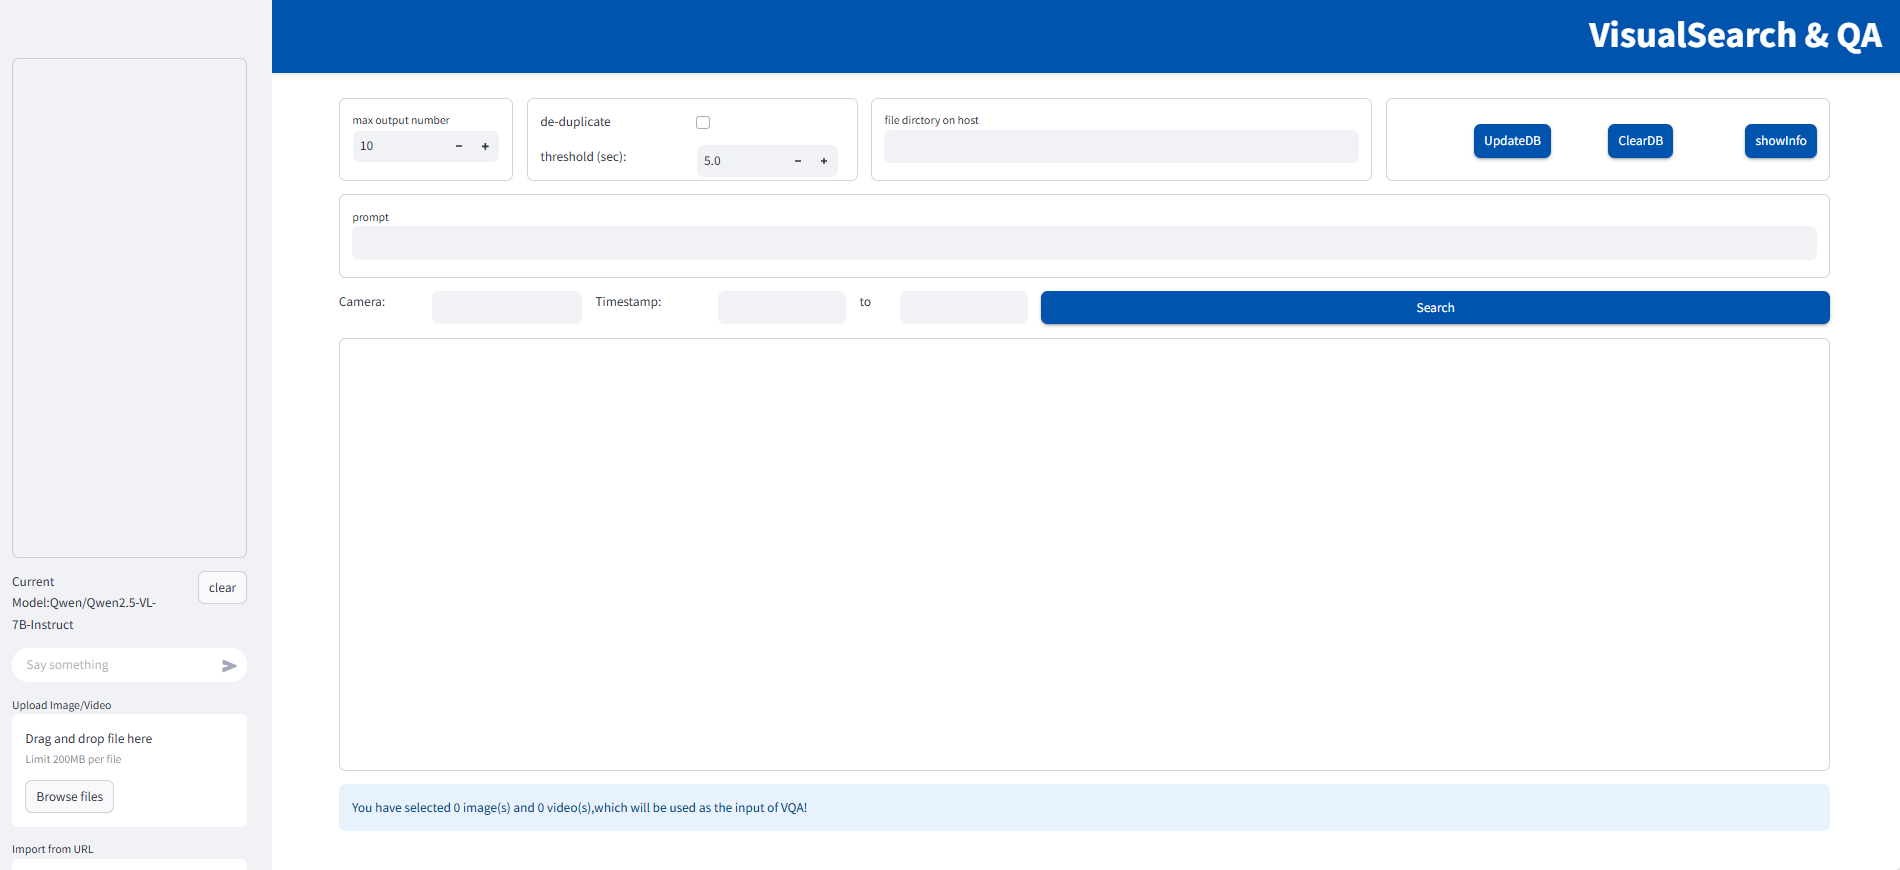 VisualSearch & QA
max output number
10
de-duplicate
threshold (sec):
5.0
file dirctory on host
UpdateDB
ClearDB
showInfo
prompt
Camera:
Timestamp:
to
Search
You have selected 0 image(s) and 0 video(s),which will be used as the input of VQA!
Current
Model:Qwen/Qwen2.5-VL-
7B-Instruct
clear
Say something
Upload Image/Video
Drag and drop file here
Limit 200MB per file
Browse files
Import from URL